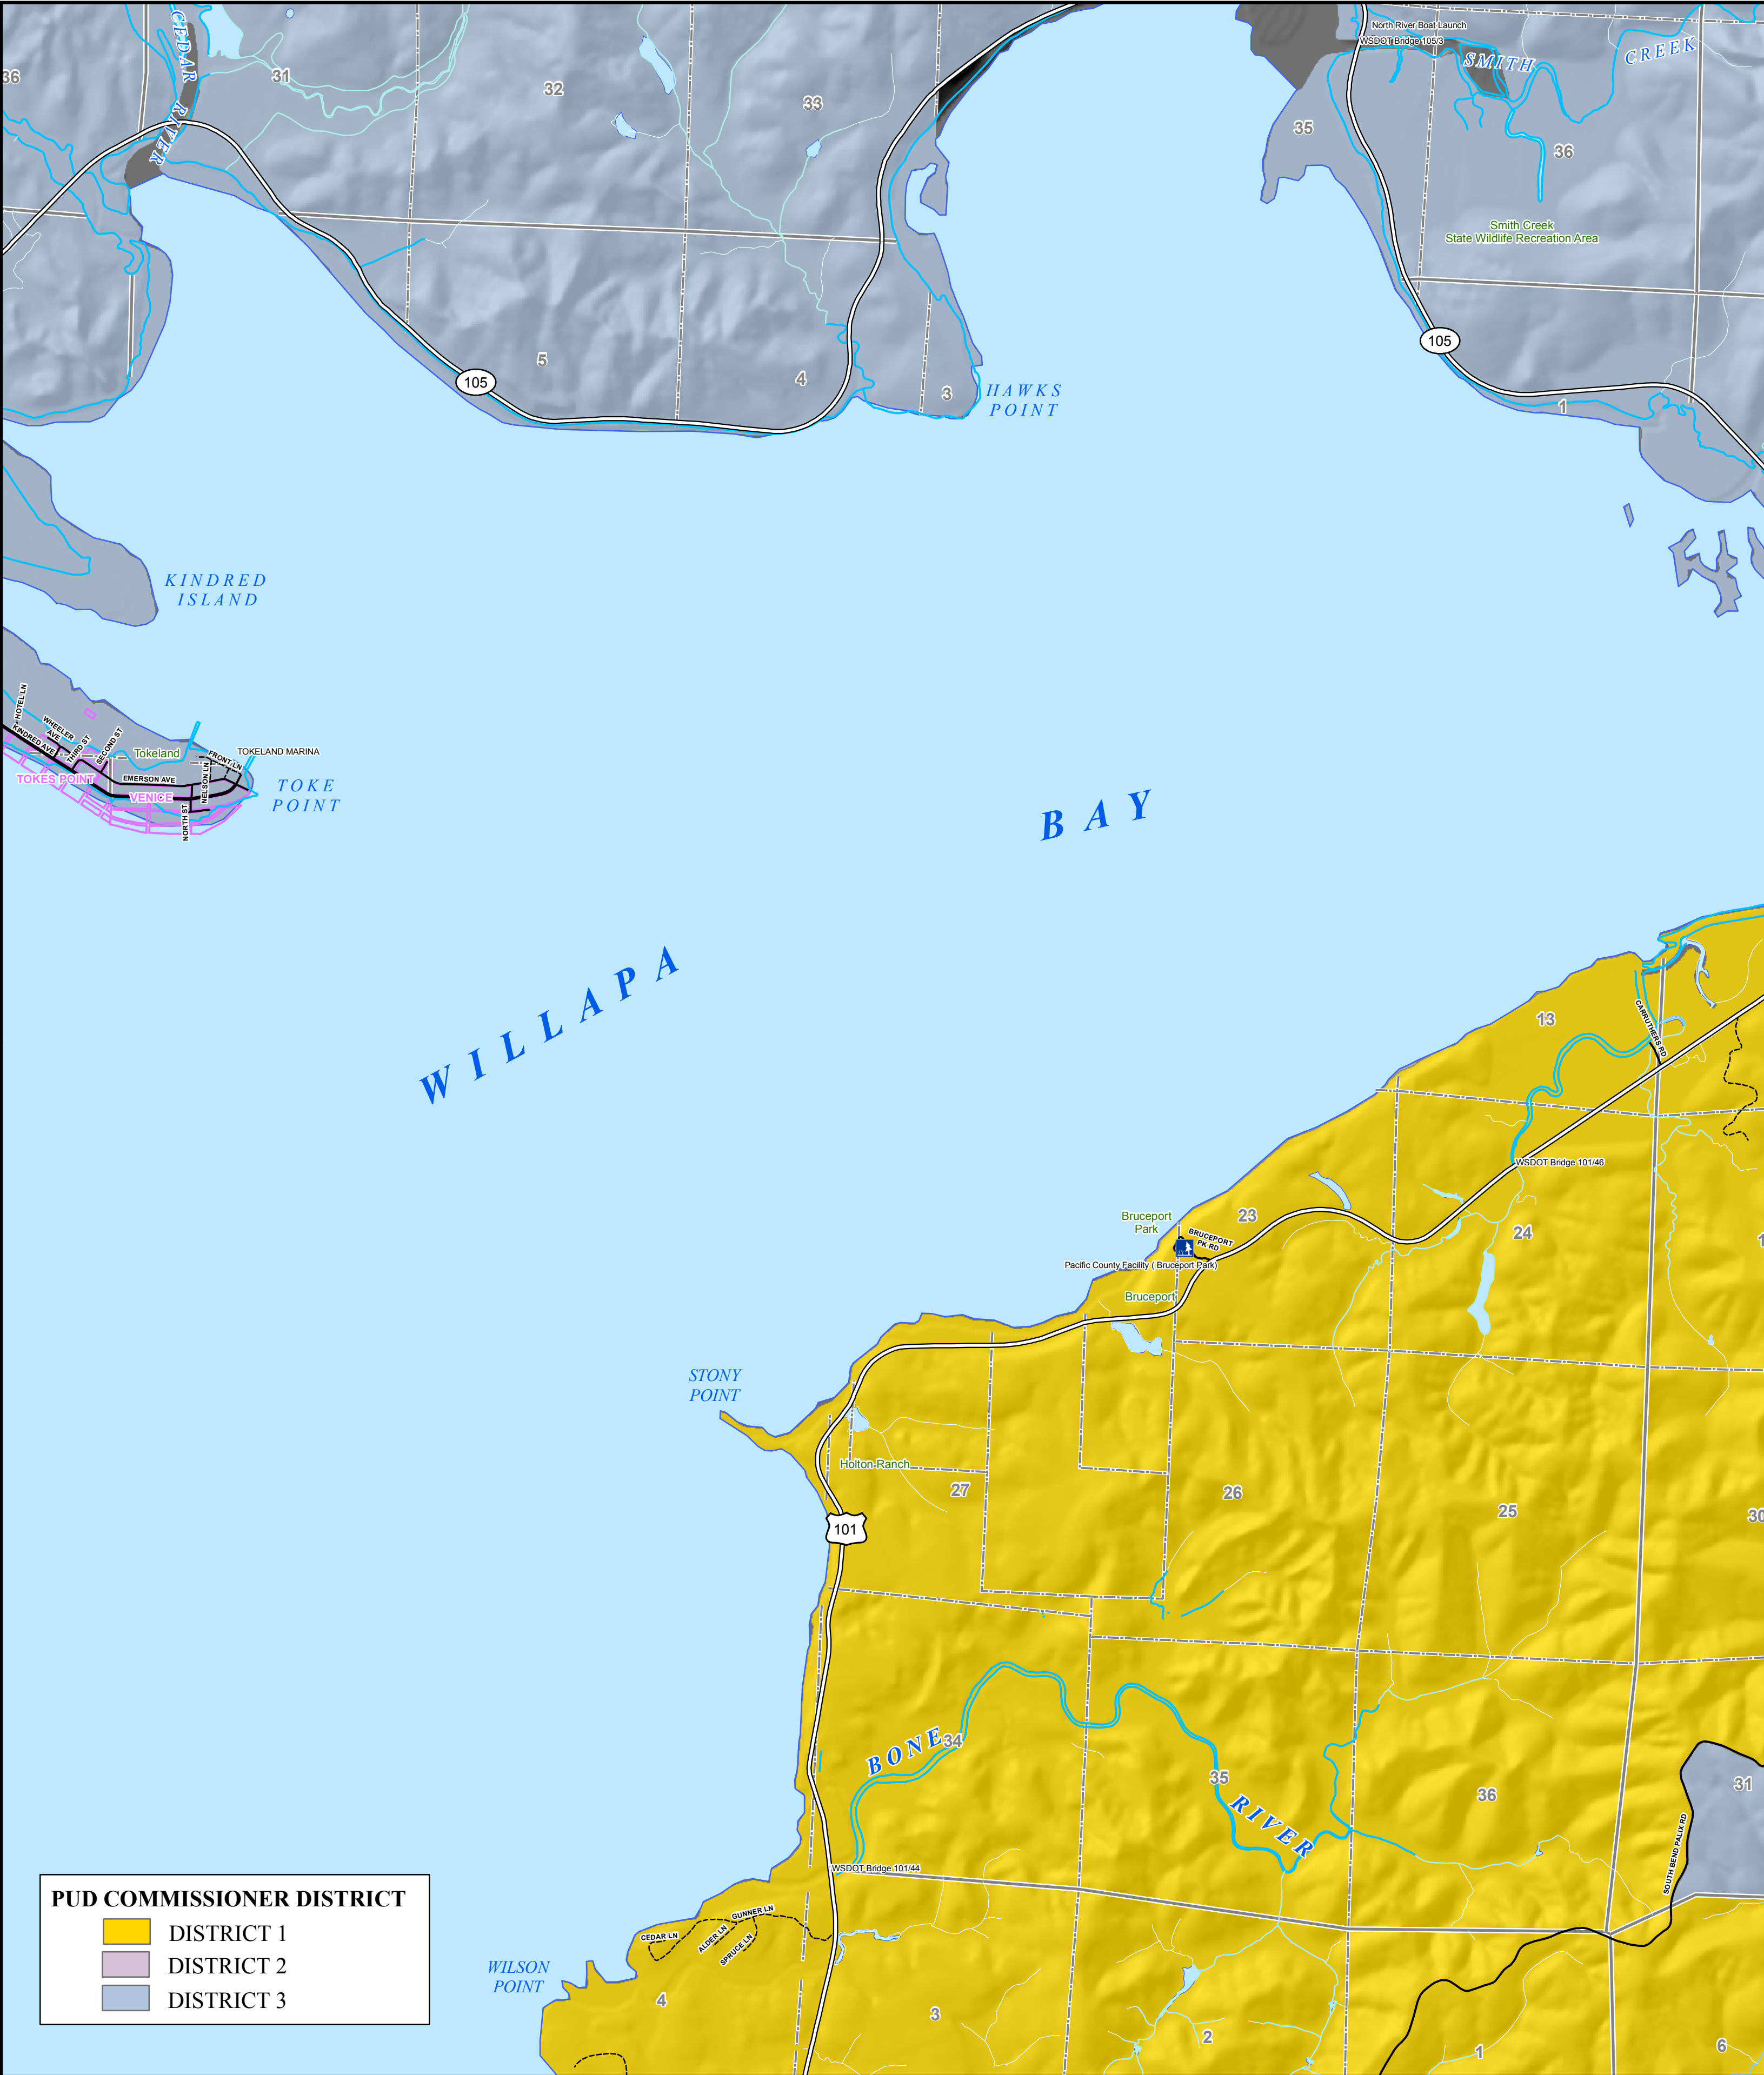 CEDAR RIVER
36
31
32
33
North River Boat Launch
WSDOT Bridge 105/3
SMITH
CREEK
35
36
Smith Creek
State Wildlife Recreation Area
105
105
5
4
3
1
HAWKS
POINT
KINDRED
ISLAND
HOTEL LN
WHEELER
AVE
KINDRED AVE
THIRD ST
SECOND ST
Tokeland
FRONT LN
TOKELAND MARINA
TOKES POINT
EMERSON AVE
VENICE
NELSON LN
NORTH ST
TOKE
POINT
BAY
WILLAPA
13
CARRUTHERS RD
WSDOT Bridge 101/46
Bruceport
Park
23
BRUCEPORT
PK RD
24
Pacific County Facility ( Bruceport Park)
Bruceport
STONY
POINT
Holton Ranch
27
26
25
30
101
BONE
34
35
RIVER
36
31
SOUTH BEND PALIX RD
WSDOT Bridge 101/44
GUNNER LN
CEDAR LN
ALDER LN
SPRUCE LN
WILSON
POINT
4
3
2
1
6
PUD COMMISSIONER DISTRICT
DISTRICT 1
DISTRICT 2
DISTRICT 3